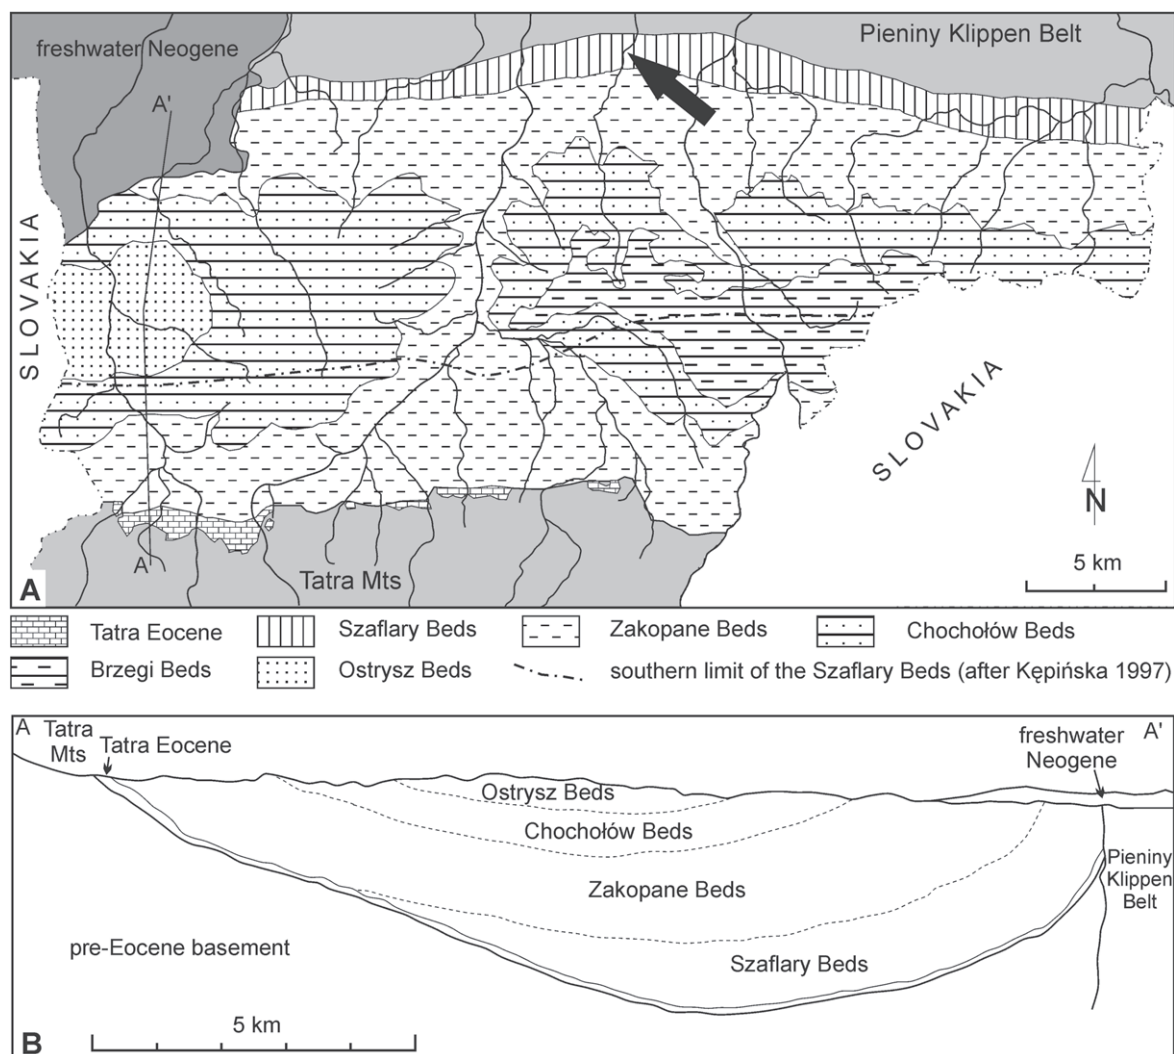 freshwater Neogene
Pieniny Klippen Belt
A'
SLOVAKIA
SLOVAKIA
N
5 km
A
Tatra Mts
A
Tatra Eocene
Szaflary Beds
Zakopane Beds
Chochołów Beds
Brzegi Beds
Ostrysz Beds
southern limit of the Szaflary Beds (after Kępińska 1997)
A
Tatra
Mts
Tatra Eocene
freshwater
Neogene
A'
Ostrysz Beds
Chochołów Beds
Zakopane Beds
Pieniny
Klippen
Belt
pre-Eocene basement
Szaflary Beds
5 km
B